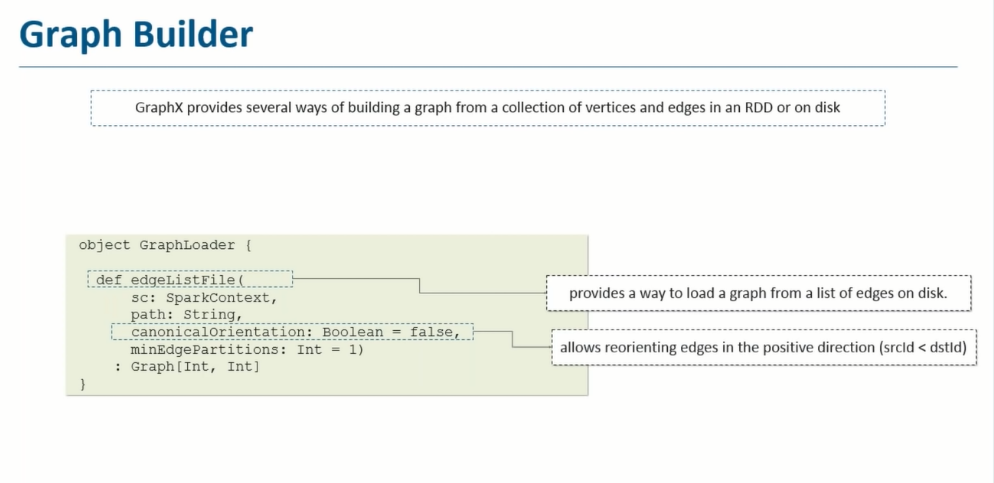 Graph Builder
GraphX provides several ways of building a graph from a collection of vertices and edges in an RDD or on disk
object GraphLoader {
def edgeListFile(
sc: SparkContext,
path: String,
canonicalOrientation: Boolean = false,
minEdgePartitions: Int = 1)
: Graph[Int, Int]
}
provides a way to load a graph from a list of edges on disk.
allows reorienting edges in the positive direction (srcId < dstId)